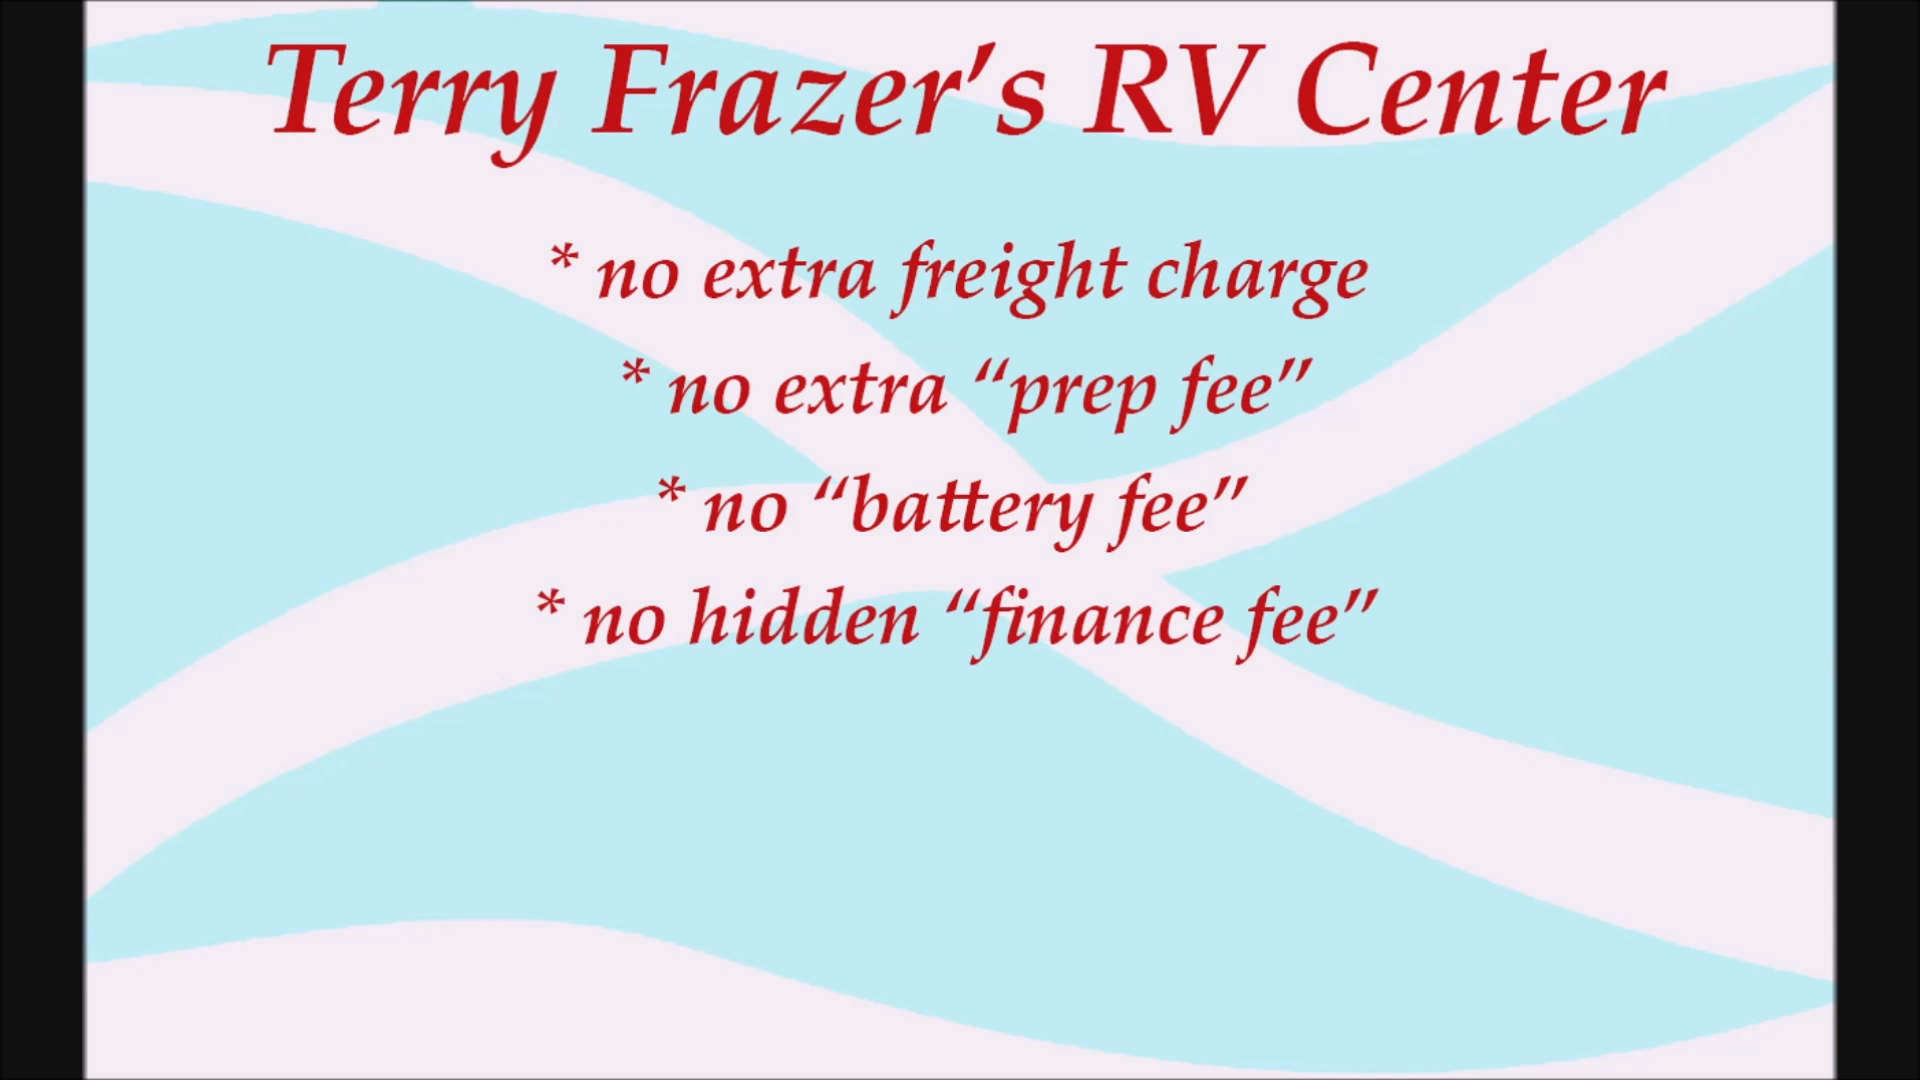 Terry Frazer’s RV Center
* no extra freight charge
* no extra “prep fee”
* no “battery fee”
* no hidden “finance fee”